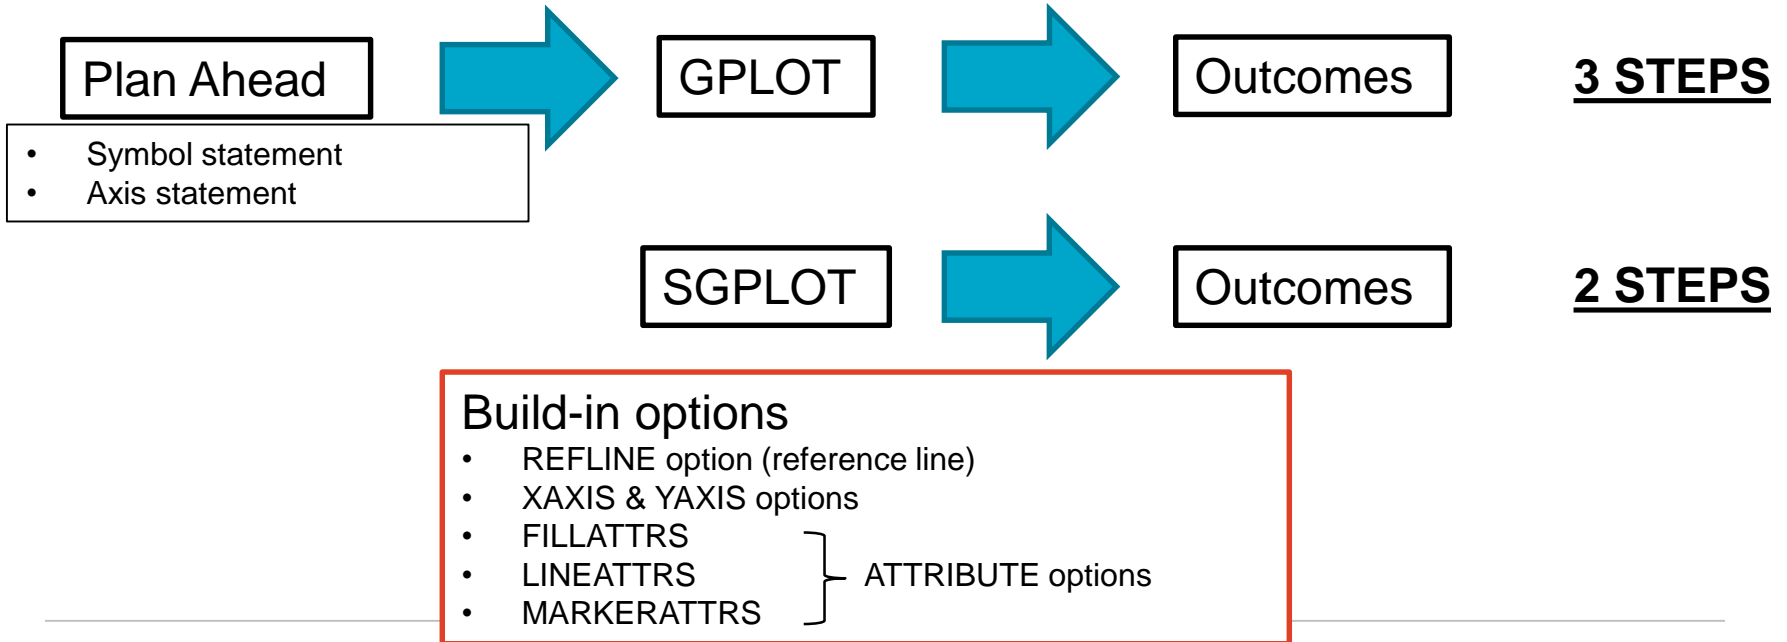 Plan Ahead
GPLOT
Outcomes
3 STEPS
• Symbol statement
• Axis statement
SGPLOT
Outcomes
2 STEPS
Build-in options
• REFLINE option (reference line)
• XAXIS & YAXIS options
• FILLATTRS
• LINEATTRS
ATTRIBUTE options
• MARKERATTRS